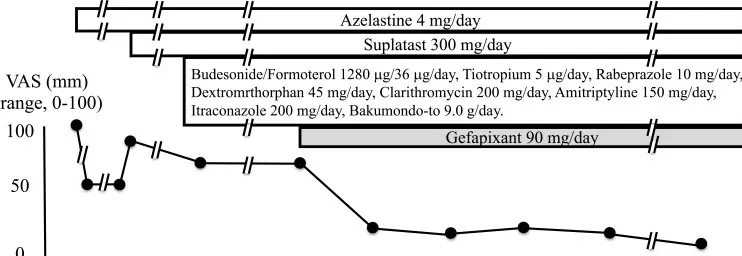 Azelastine 4 mg/day
Suplatast 300 mg/day
Budesonide/Formoterol 1280 μg/36 μg/day, Tiotropium 5 μg/day, Rabeprazole 10 mg/day,
Dextromrthorphan 45 mg/day, Clarithromycin 200 mg/day, Amitriptyline 150 mg/day,
Itraconazole 200 mg/day, Bakumondo-to 9.0 g/day.
Gefapixant 90 mg/day
VAS (mm)
range, 0-100)
100
50
0